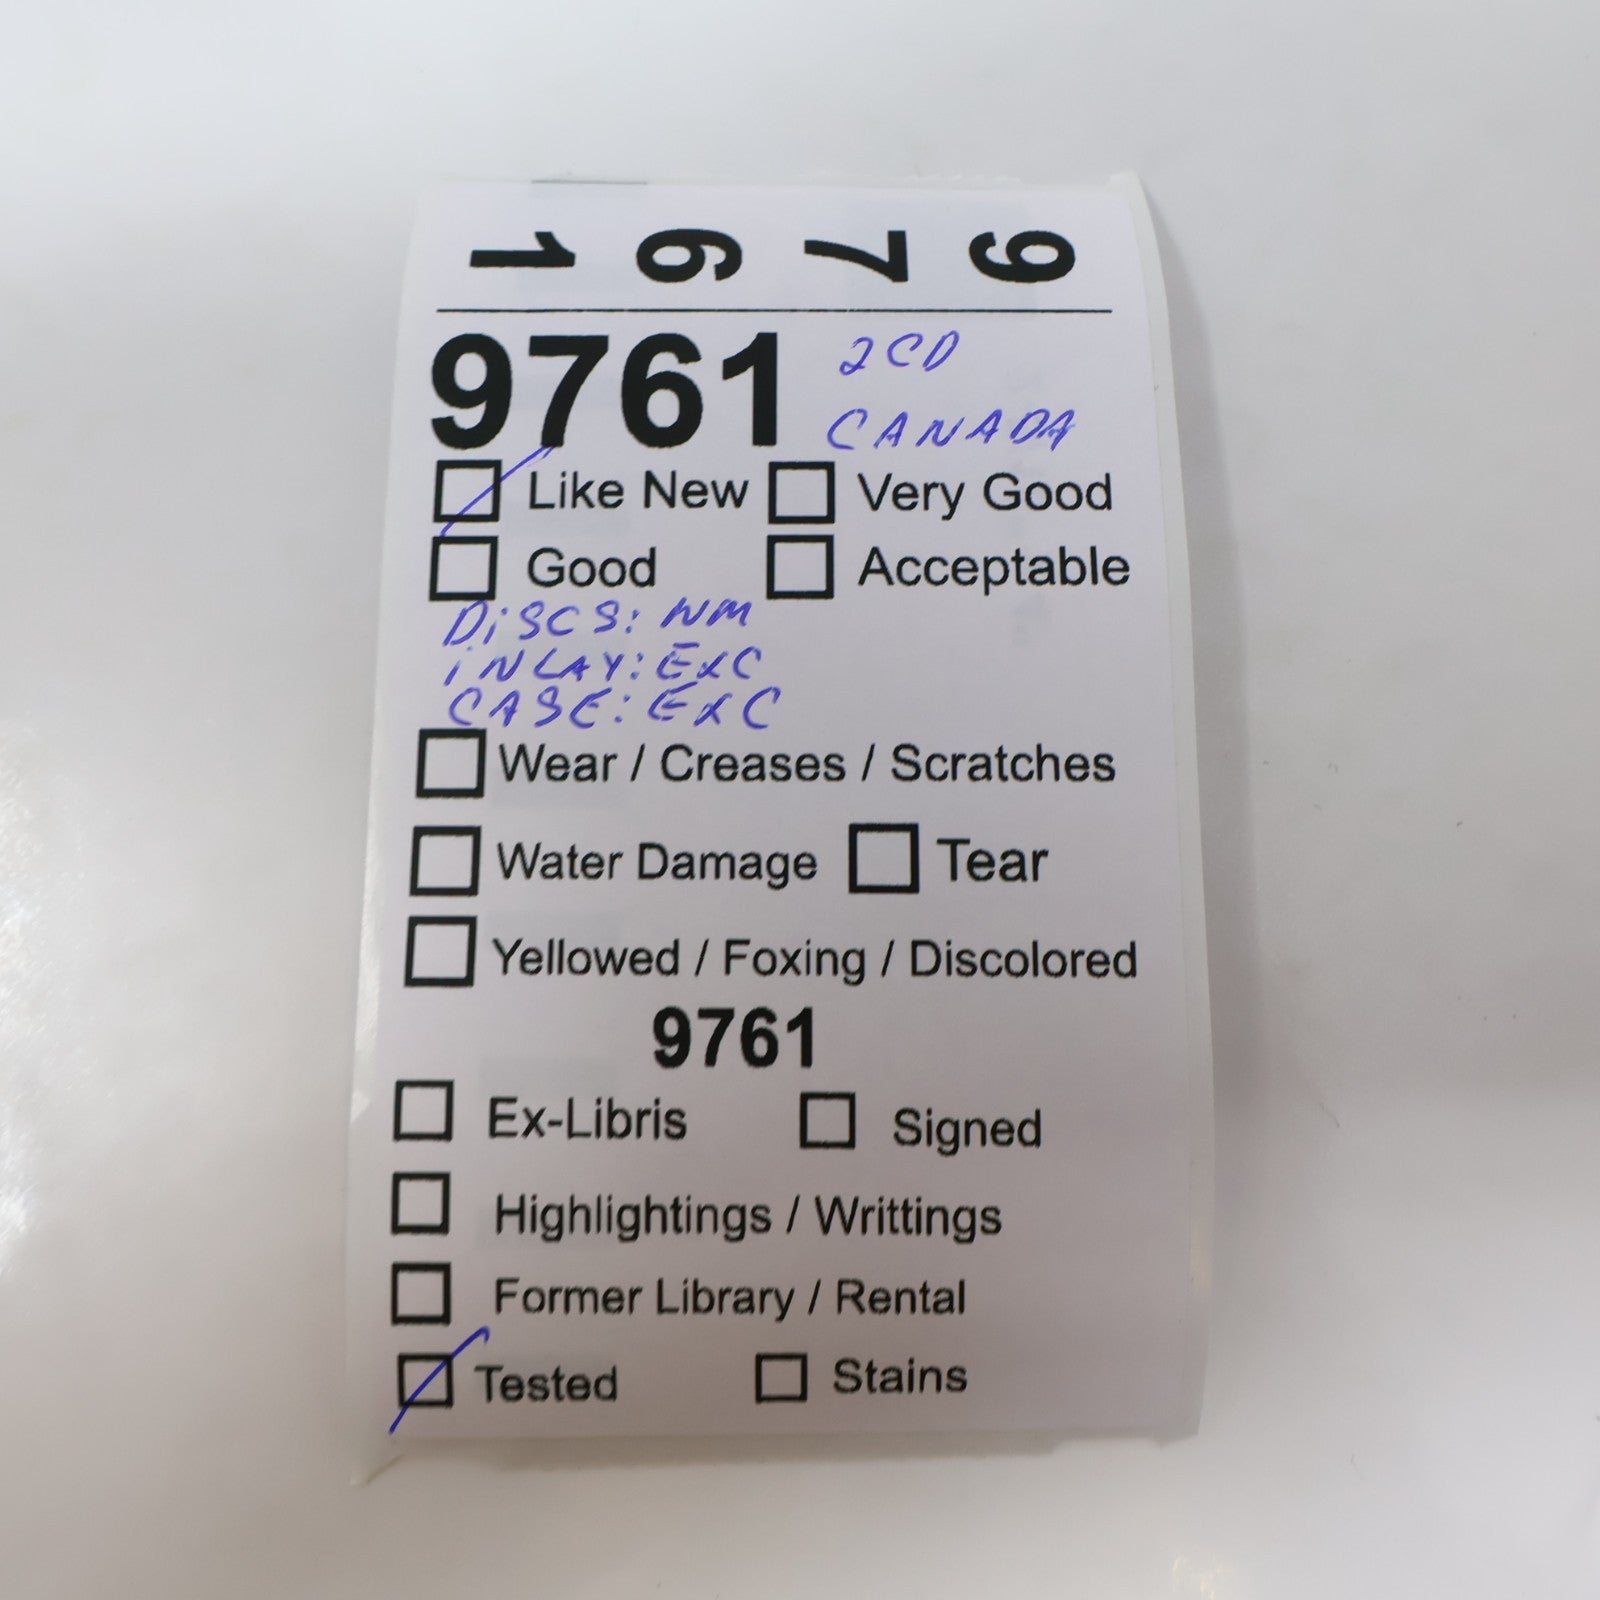 9 7 6 1
9761 2CD
CANADA
Like New Very Good
Good Acceptable
DiSCS: NM
iNLAY: EXC
CASE: EXC
Wear / Creases / Scratches
Water Damage Tear
Yellowed / Foxing / Discolored
9761
Ex-Libris Signed
Highlightings / Writtings
Former Library / Rental
Tested Stains